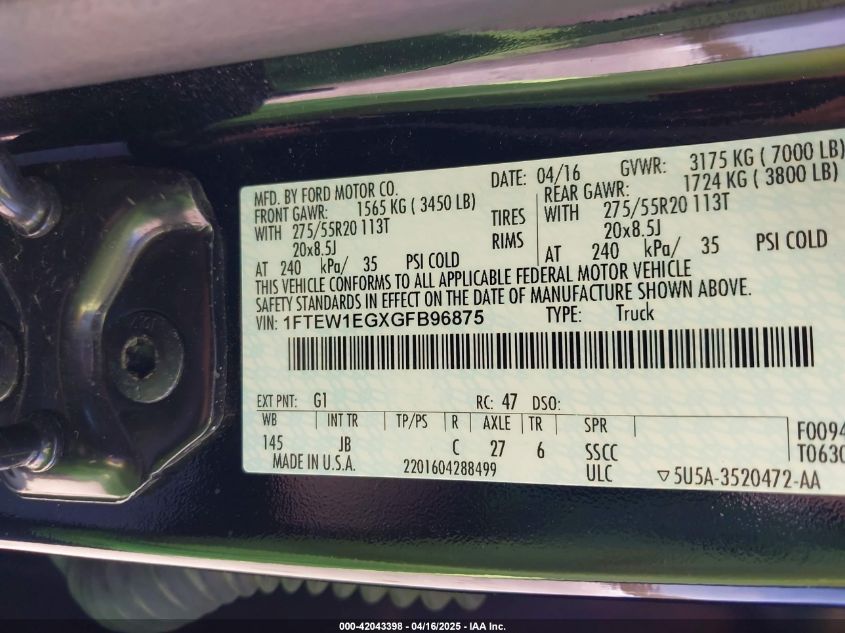 MFD. BY FORD MOTOR CO.
DATE: 04/16 GVWR: 3175 KG ( 7000 LB)
FRONT GAWR: 1565 KG ( 3450 LB) REAR GAWR: 1724 KG ( 3800 LB)
WITH 275/55R20 113T TIRES WITH 275/55R20 113T
20x8.5J RIMS 20x8.5J
AT 240 kPa/ 35 PSI COLD AT 240 kPa/ 35 PSI COLD
THIS VEHICLE CONFORMS TO ALL APPLICABLE FEDERAL MOTOR VEHICLE
SAFETY STANDARDS IN EFFECT ON THE DATE OF MANUFACTURE SHOWN ABOVE.
VIN: 1FTEW1EGXGFB96875 TYPE: Truck
EXT PNT: G1 RC: 47 DSO:
WB INT TR TP/PS R AXLE TR SPR F0094
145 JB C 27 6 SSCC T0630
MADE IN U.S.A. 2201604288499 ULC ▽5U5A-3520472-AA
000-42043398 - 04/16/2025 - IAA Inc.